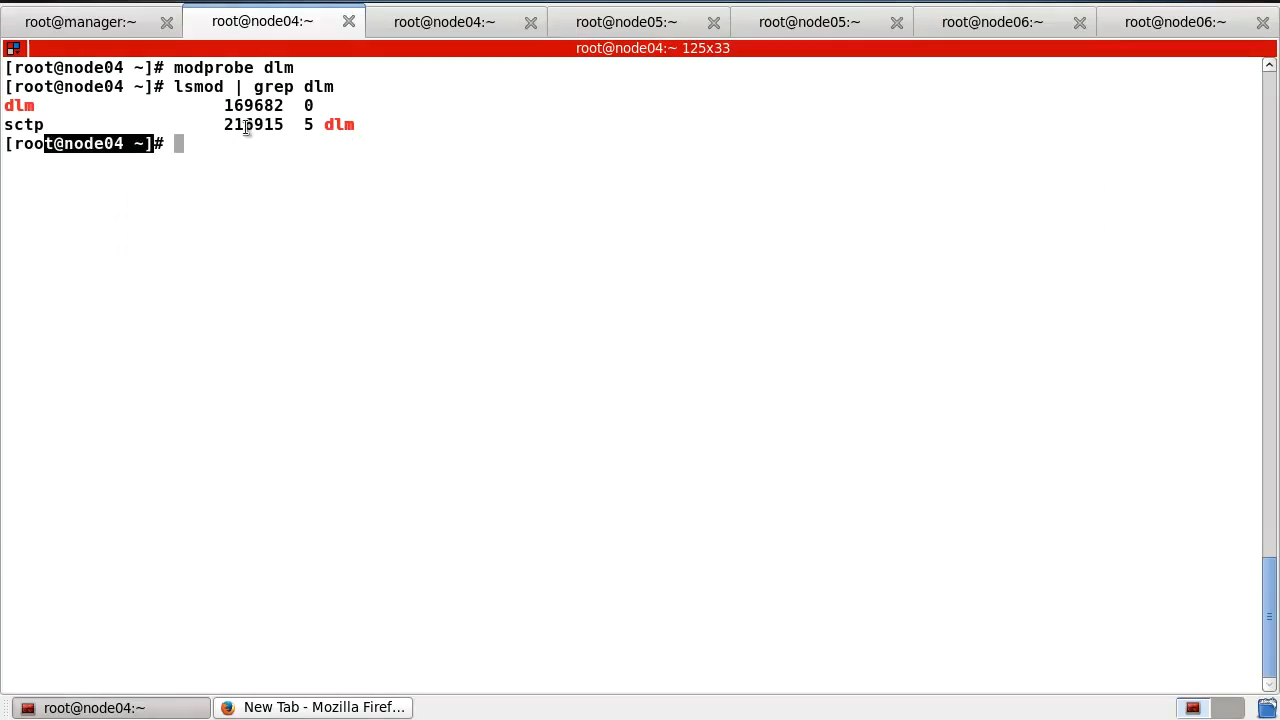 root@manager:~ root@node04:~ root@node04:~ root@node05:~ root@node05:~ root@node06:~ root@node06:~
root@node04:~ 125x33
[root@node04 ~]# modprobe dlm
[root@node04 ~]# lsmod | grep dlm
dlm 169682 0
sctp 216915 5 dlm
[root@node04 ~]#
root@node04:~ New Tab - Mozilla Firef...